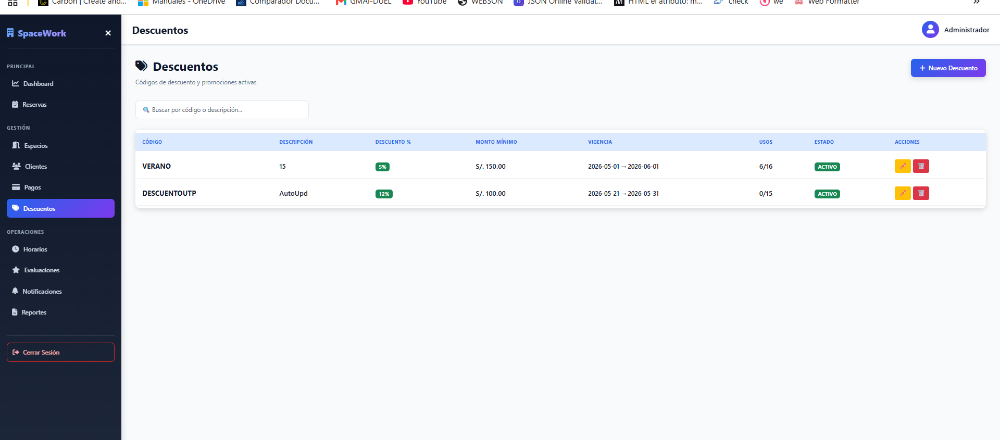 Carbon | Create and...
Manuales - OneDrive
Comparador Docu...
GMAI-DUEL
YouTube
WEBSON
JSON Online Validat...
HTML el atributo: m...
check
we
Web Formatter
SpaceWork
Descuentos
Administrador
PRINCIPAL
Dashboard
Reservas
GESTIÓN
Espacios
Clientes
Pagos
Descuentos
OPERACIONES
Horarios
Evaluaciones
Notificaciones
Reportes
Cerrar Sesión
Descuentos
Códigos de descuento y promociones activas
+ Nuevo Descuento
Buscar por código o descripción...
CÓDIGO DESCRIPCIÓN DESCUENTO % MONTO MÍNIMO VIGENCIA USOS ESTADO ACCIONES
VERANO 15 5% S/. 150.00 2026-05-01 → 2026-06-01 6/16 ACTIVO
DESCUENTOUTP AutoUpd 12% S/. 100.00 2026-05-21 → 2026-05-31 0/15 ACTIVO